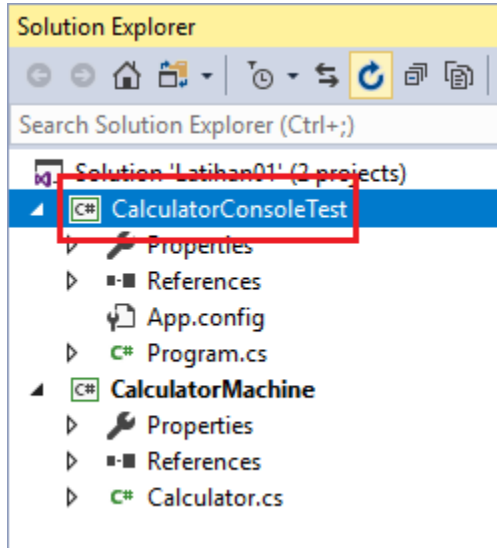 Solution Explorer
Search Solution Explorer (Ctrl+;)
Solution 'Latihan01' (2 projects)
C# CalculatorConsoleTest
Properties
References
App.config
C# Program.cs
C# CalculatorMachine
Properties
References
C# Calculator.cs